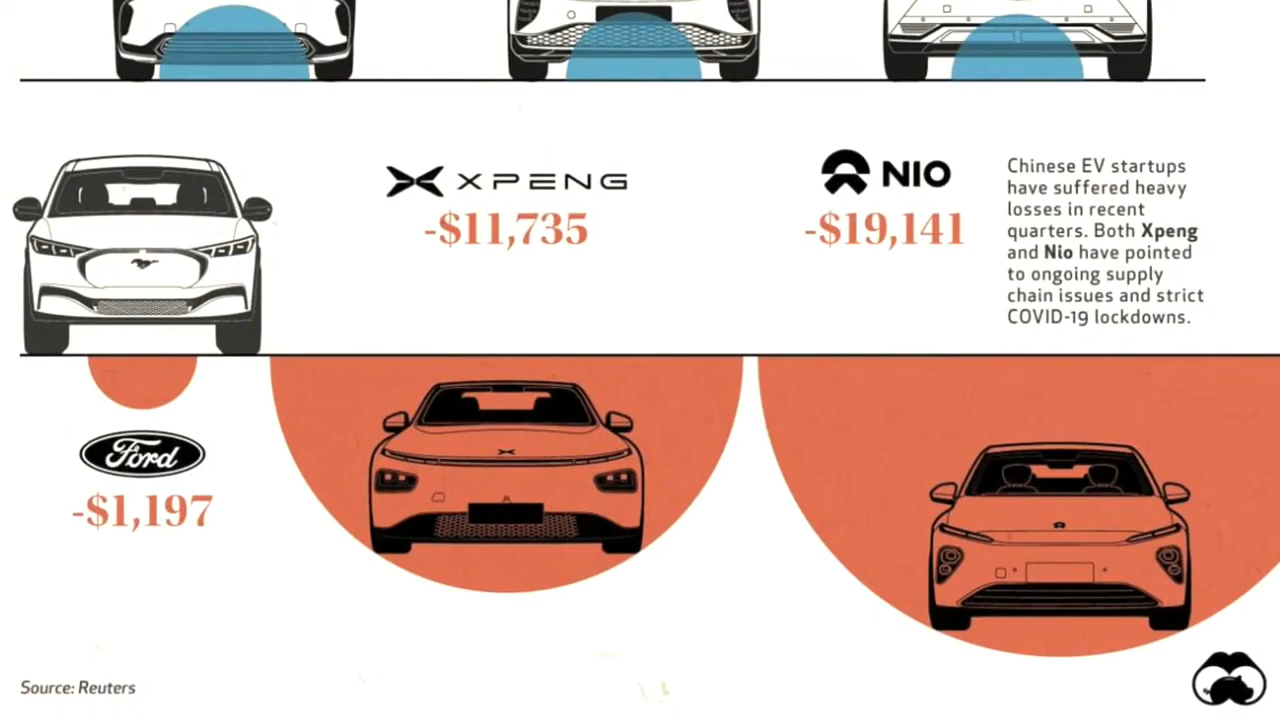 XPENG
-$11,735
NIO
-$19,141
Chinese EV startups
have suffered heavy
losses in recent
quarters. Both Xpeng
and Nio have pointed
to ongoing supply
chain issues and strict
COVID-19 lockdowns.
Ford
-$1,197
Source: Reuters